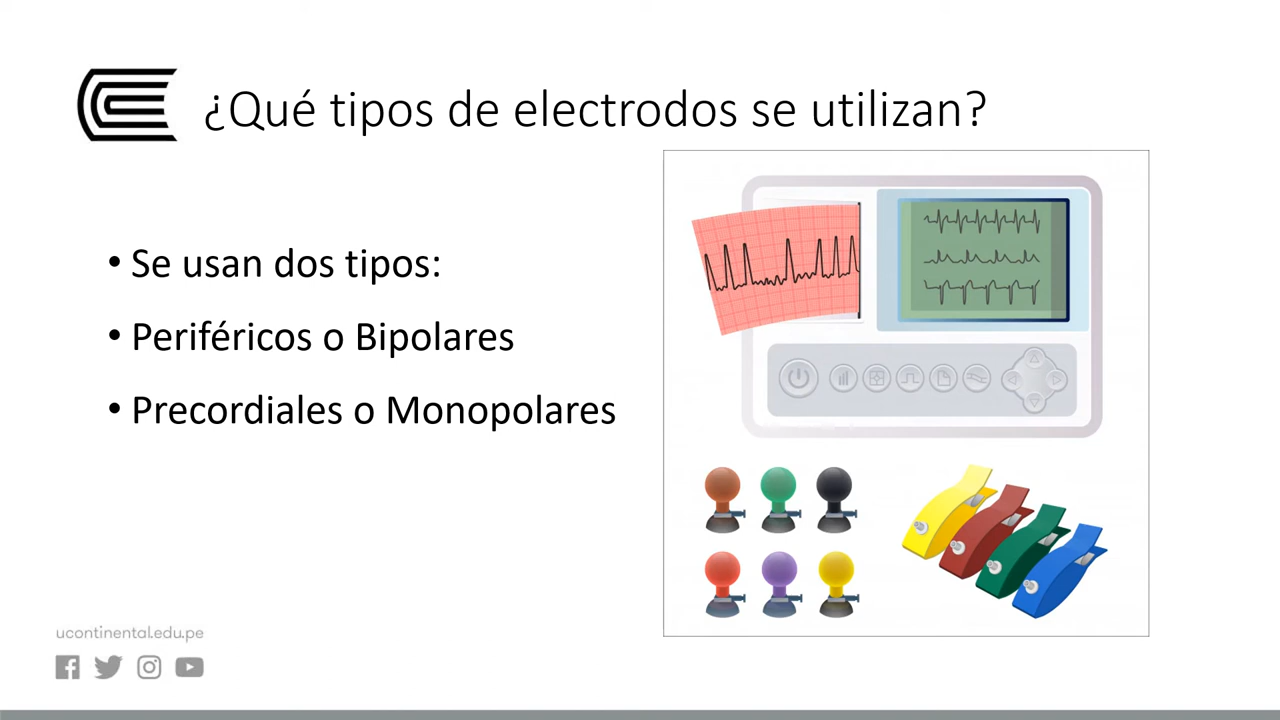 ¿Qué tipos de electrodos se utilizan?
• Se usan dos tipos:
• Periféricos o Bipolares
• Precordiales o Monopolares
ucontinental.edu.pe